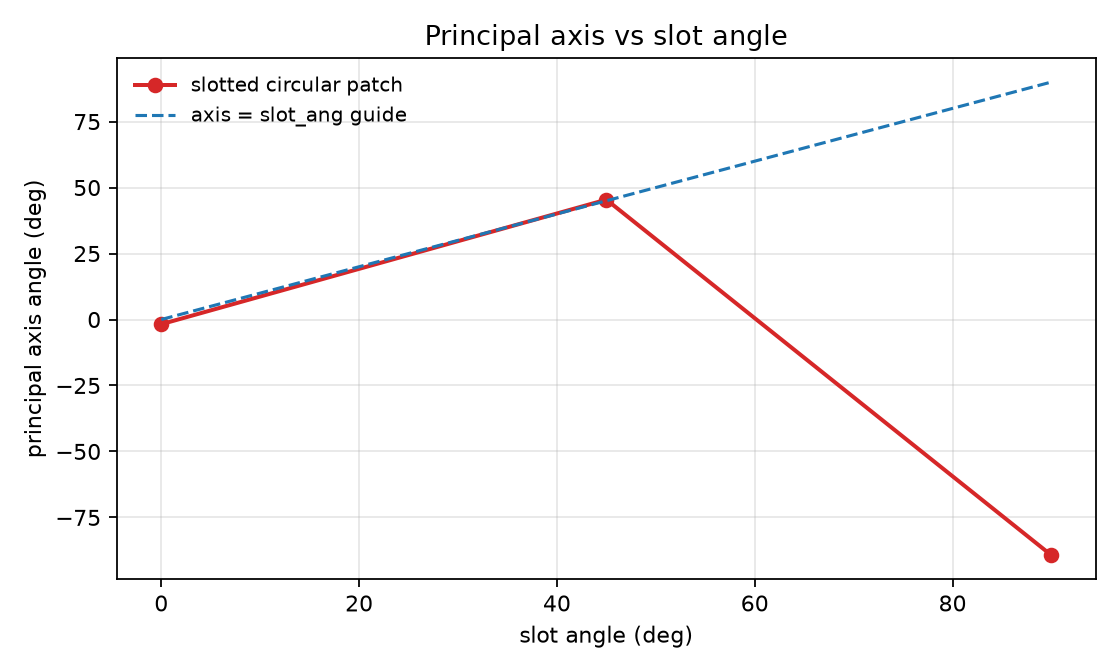 Principal axis vs slot angle
slotted circular patch
axis = slot_ang guide
principal axis angle (deg)
75
50
25
0
−25
−50
−75
0 20 40 60 80
slot angle (deg)